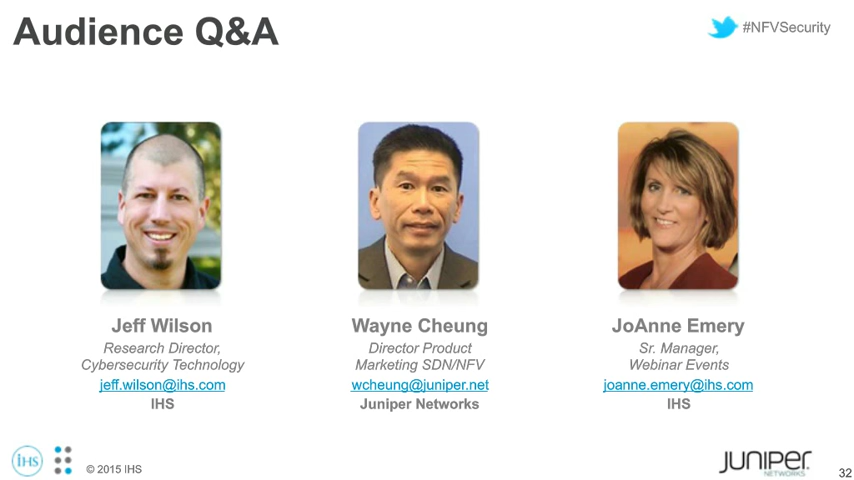 Audience Q&A
#NFVSecurity
Jeff Wilson
Research Director,
Cybersecurity Technology
jeff.wilson@ihs.com
IHS
Wayne Cheung
Director Product
Marketing SDN/NFV
wcheung@juniper.net
Juniper Networks
JoAnne Emery
Sr. Manager,
Webinar Events
joanne.emery@ihs.com
IHS
IHS
© 2015 IHS
JUNIPER
NETWORKS
32